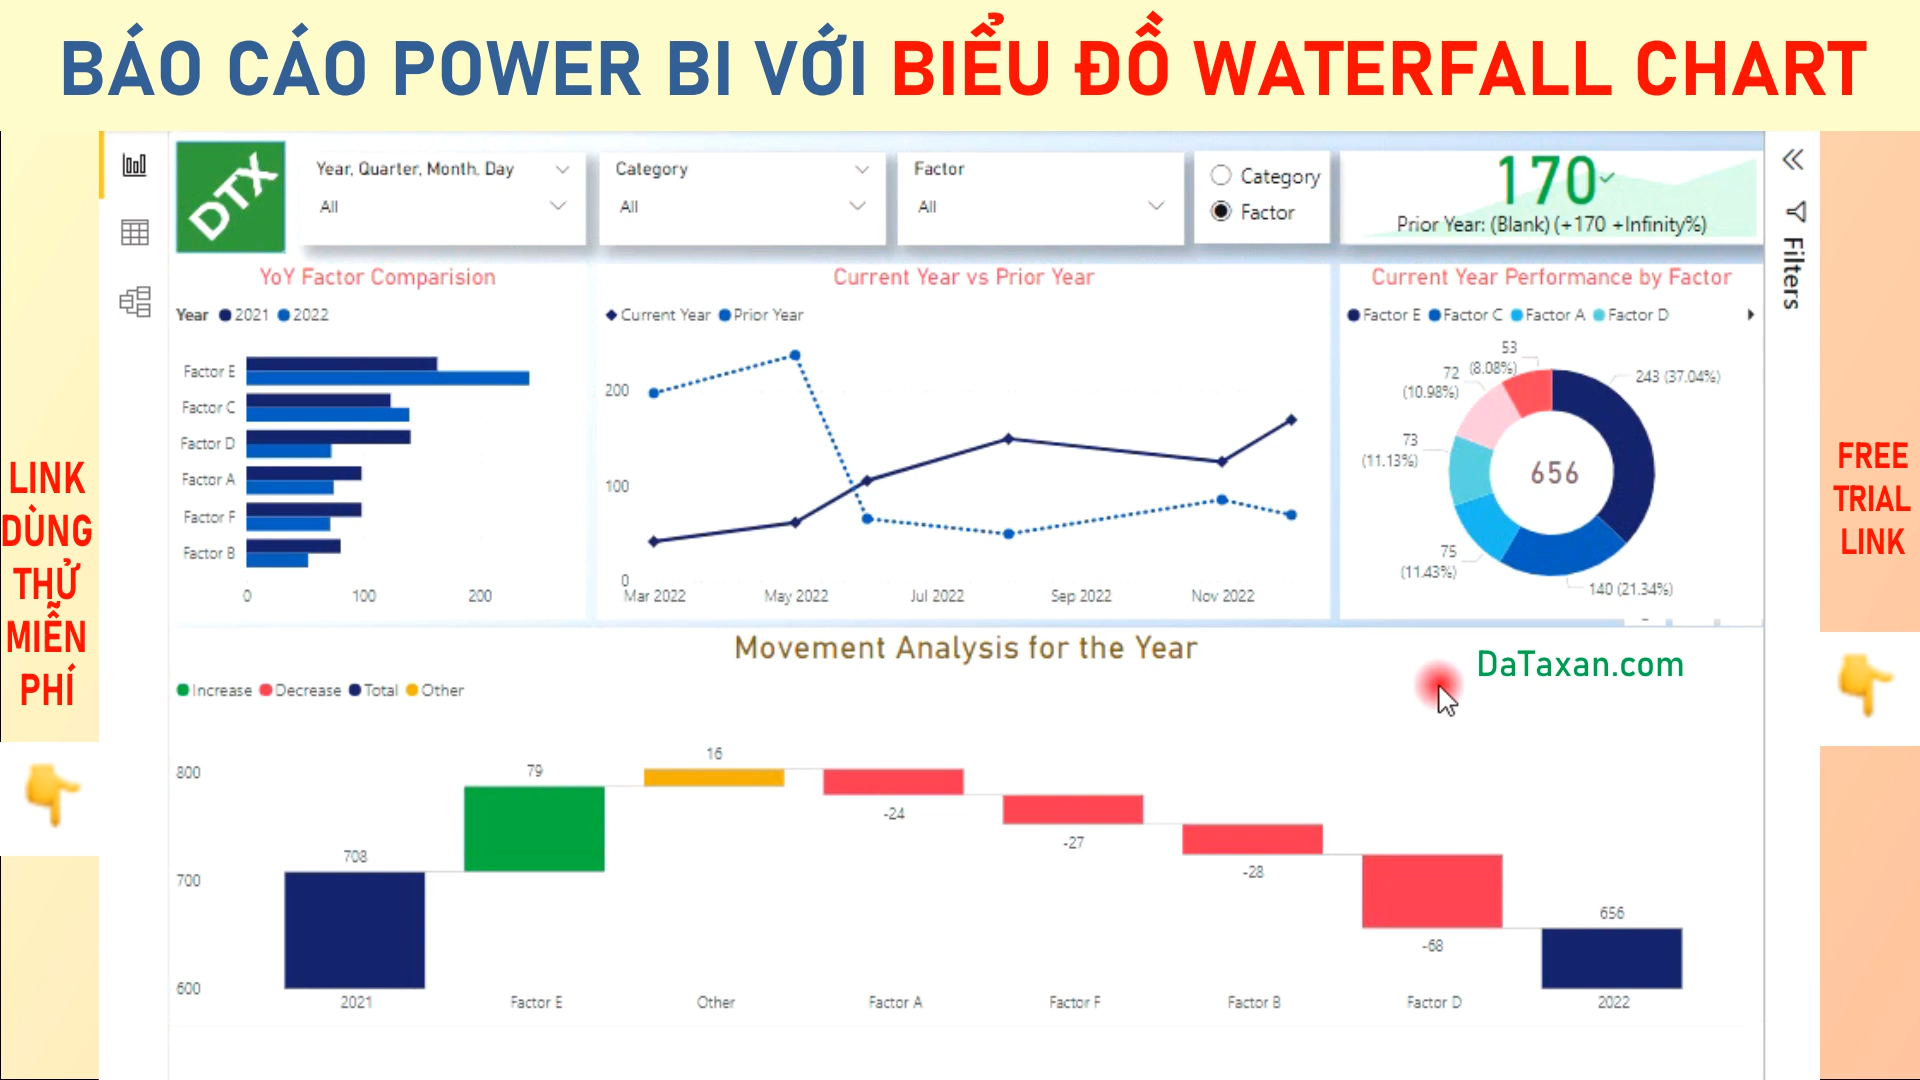 BÁO CÁO POWER BI VỚI BIỂU ĐỒ WATERFALL CHART
LINK
DÙNG
THỬ
MIỄN
PHÍ
DTX
Year, Quarter, Month, Day
All
Category
All
Factor
All
Category
Factor
170
Prior Year: (Blank) (+170 +Infinity%)
Filters
FREE
TRIAL
LINK
YoY Factor Comparision
Year 2021 2022
Factor E
Factor C
Factor D
Factor A
Factor F
Factor B
0 100 200
Current Year vs Prior Year
Current Year Prior Year
200
100
0
Mar 2022 May 2022 Jul 2022 Sep 2022 Nov 2022
Current Year Performance by Factor
Factor E Factor C Factor A Factor D
53
(8.08%)
72
(10.98%)
243 (37.04%)
73
(11.13%)
656
75
(11.43%)
140 (21.34%)
Movement Analysis for the Year
DaTaxan.com
Increase Decrease Total Other
800
700
600
708
79
16
-24
-27
-28
-68
656
2021 Factor E Other Factor A Factor F Factor B Factor D 2022